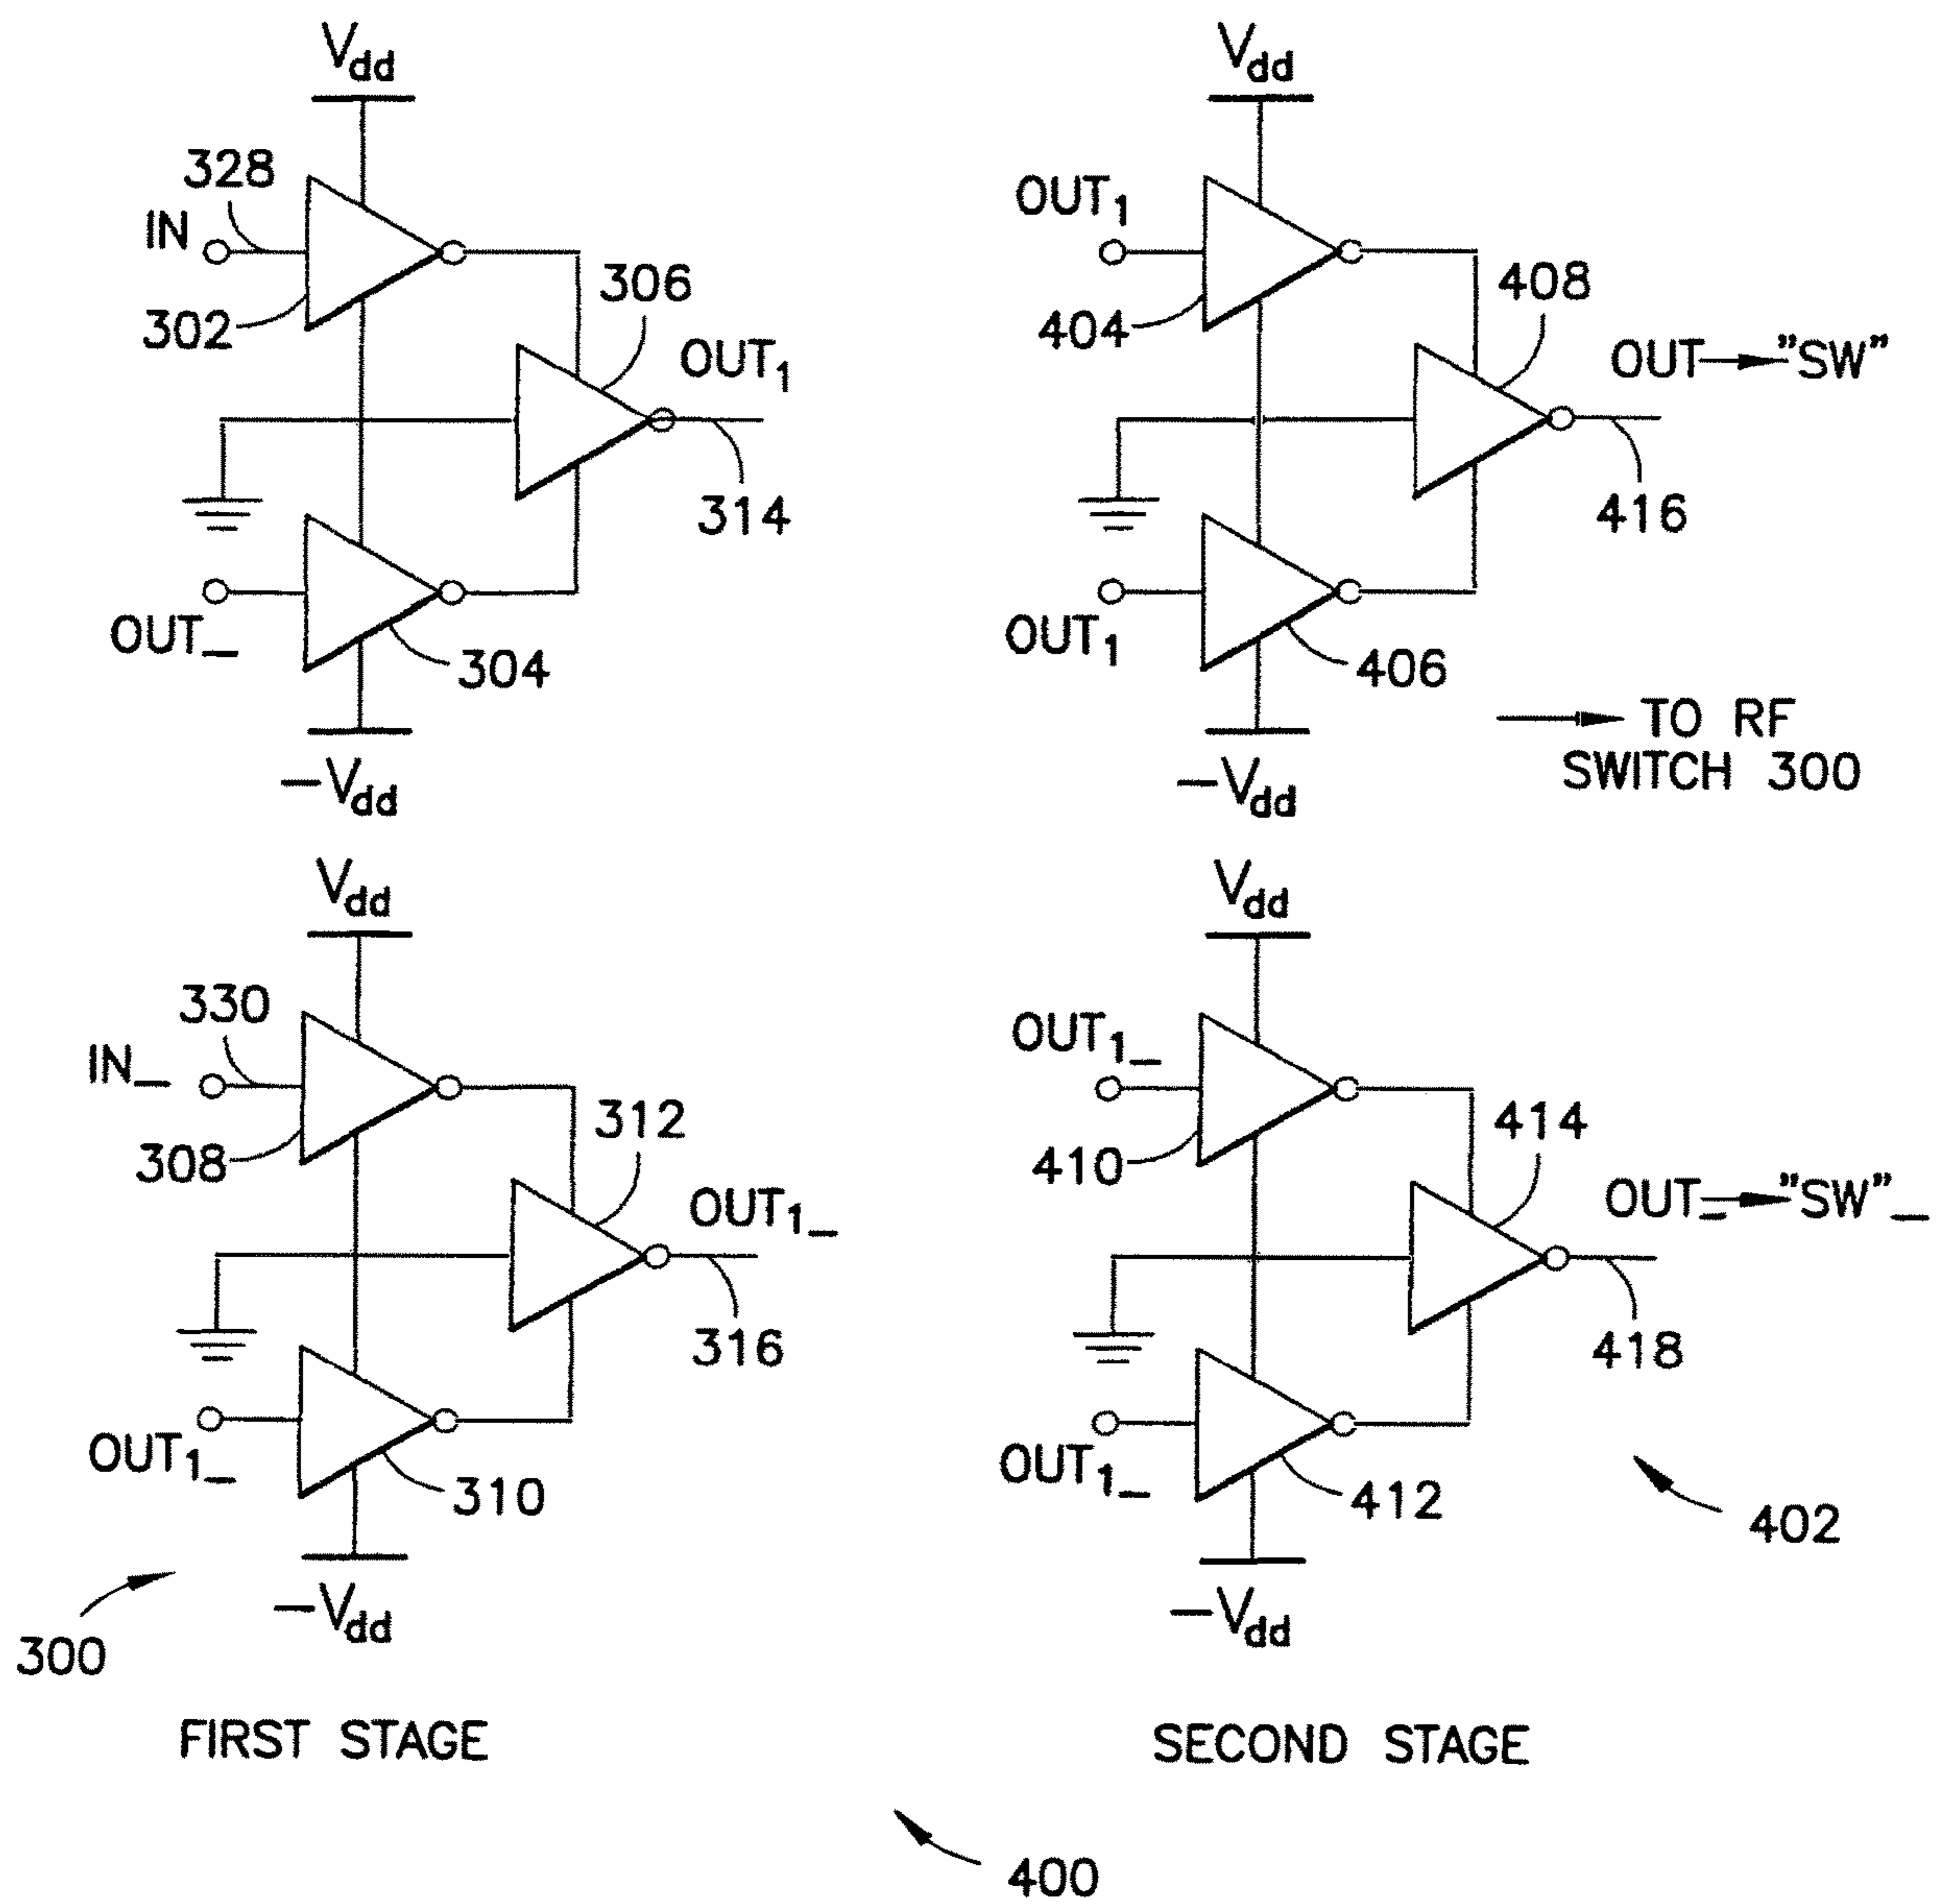 Vdd
328
IN
302
306
OUT1
314
OUT_
304
-Vdd
Vdd
OUT1
404
408
OUT → "SW"
416
OUT1
406
-Vdd
→ TO RF
SWITCH 300
Vdd
330
IN_
308
312
OUT1_
316
OUT1_
310
-Vdd
300
FIRST STAGE
Vdd
OUT1_
410
414
OUT_ → "SW"_
418
OUT1_
412
402
-Vdd
SECOND STAGE
400